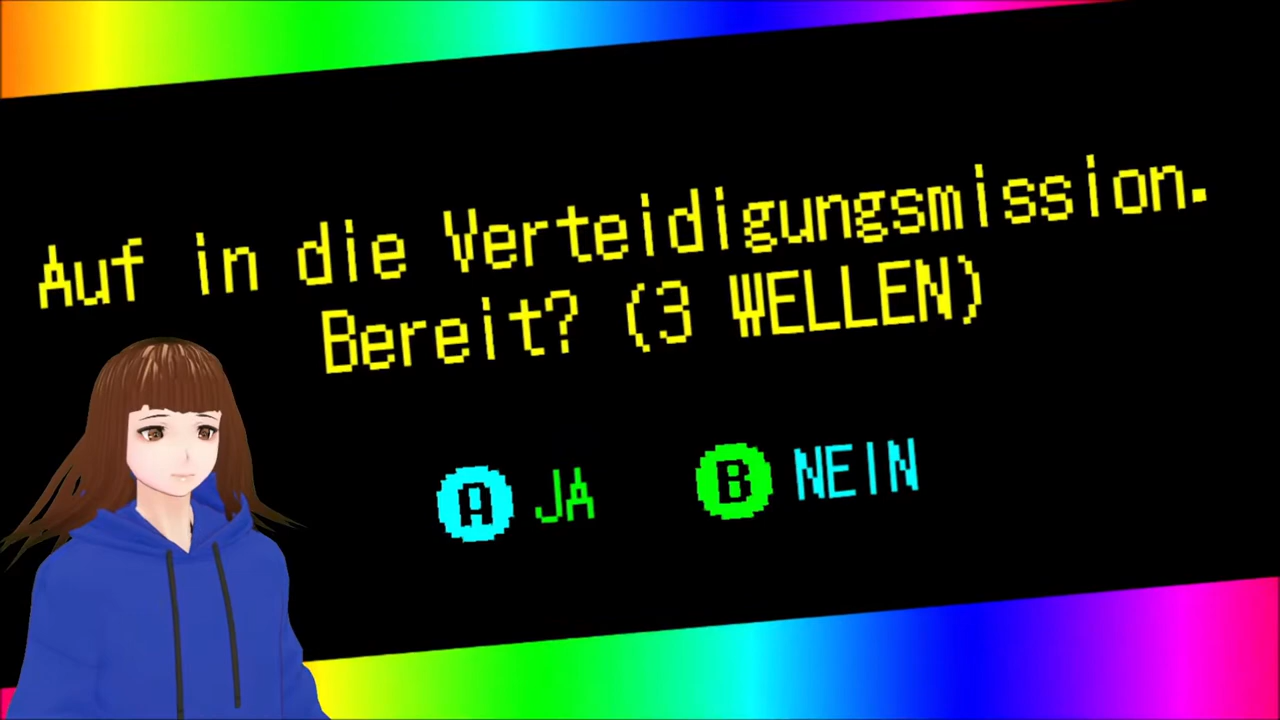 Auf in die Verteidigungsmission.
Bereit? (3 WELLEN)
A JA B NEIN